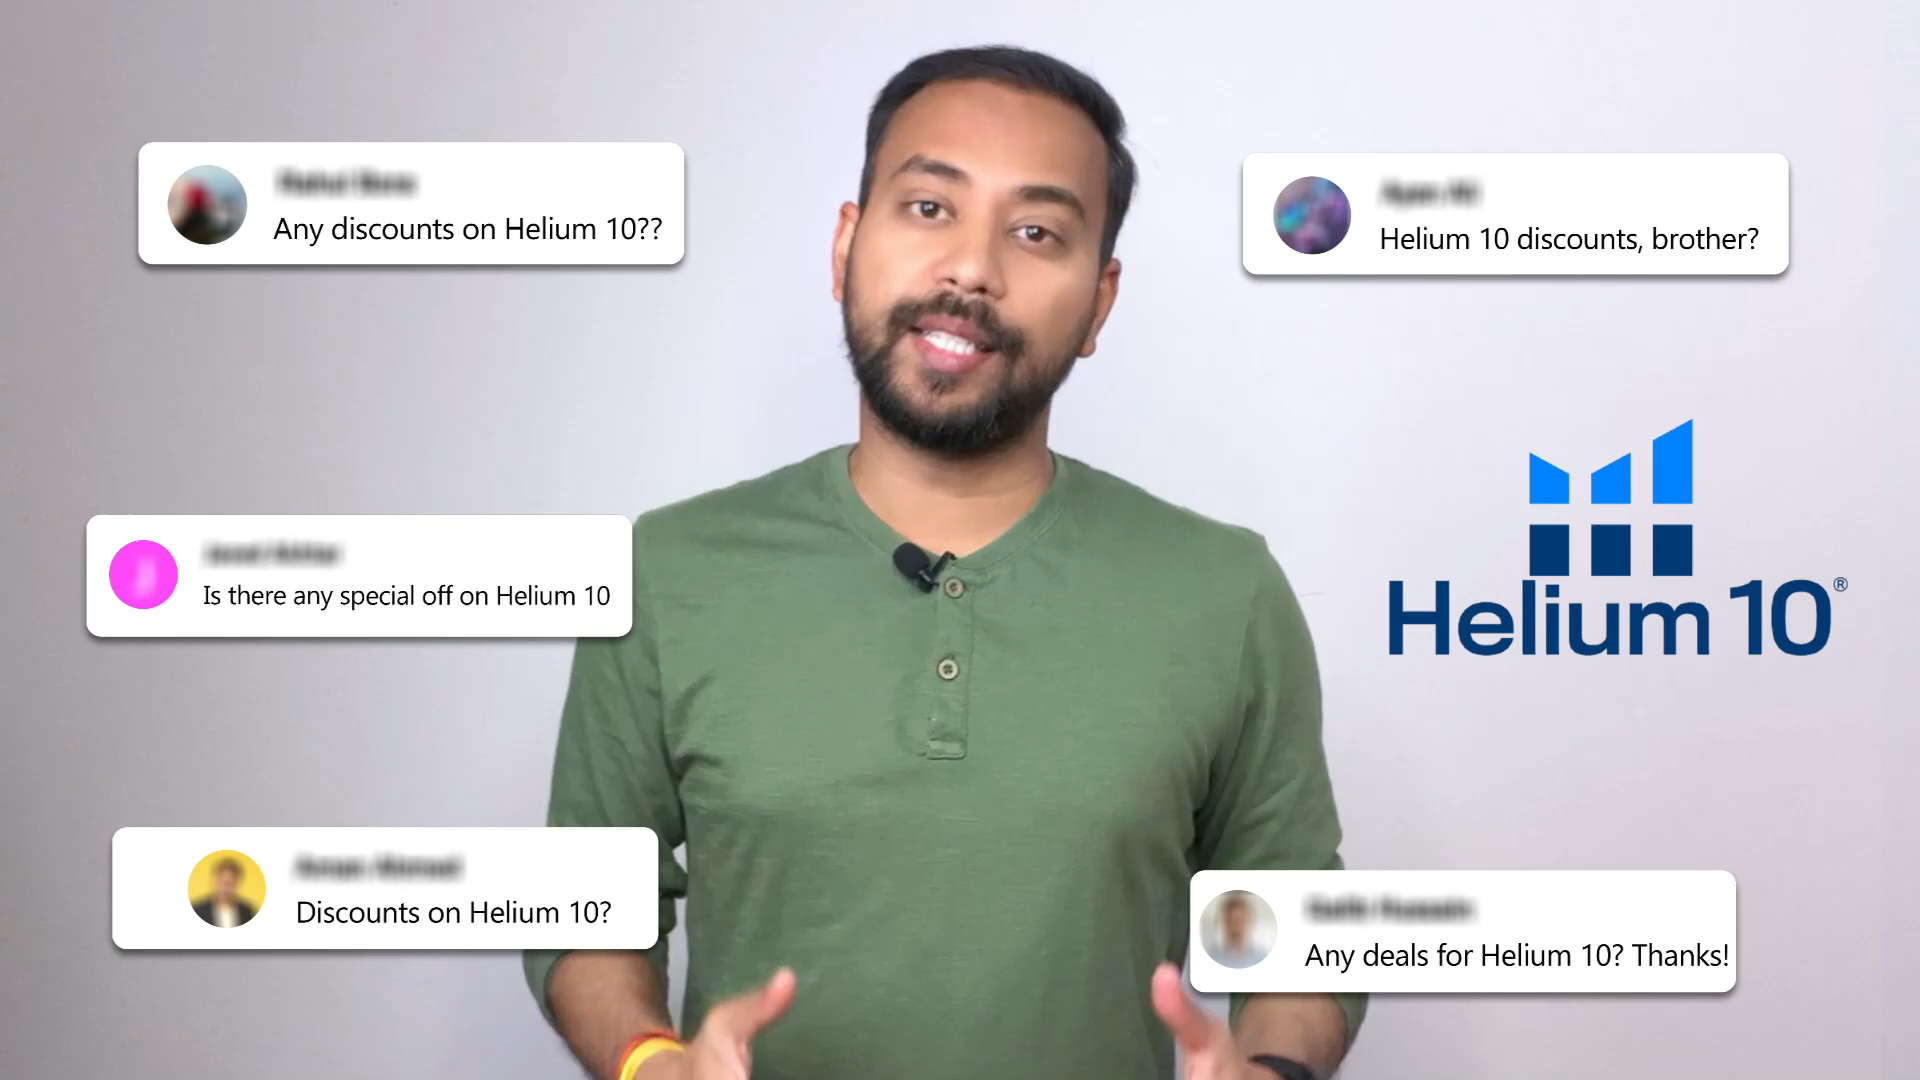 Any discounts on Helium 10??
Helium 10 discounts, brother?
Is there any special off on Helium 10
Helium 10®
Discounts on Helium 10?
Any deals for Helium 10? Thanks!